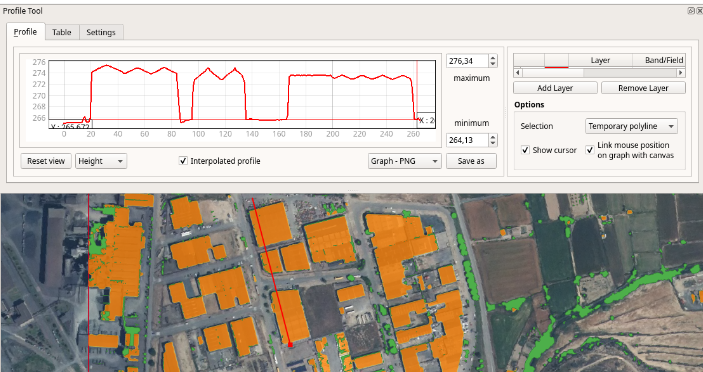 Profile Tool
Profile Table Settings
276
274
272
270
268
266
0 20 40 60 80 100 120 140 160 180 200 220 240 260
Y : 265,672
276,34
maximum
minimum
264,13
Reset view Height Interpolated profile Graph - PNG Save as
Layer Band/Field
Add Layer Remove Layer
Options
Selection Temporary polyline
Show cursor Link mouse position
on graph with canvas